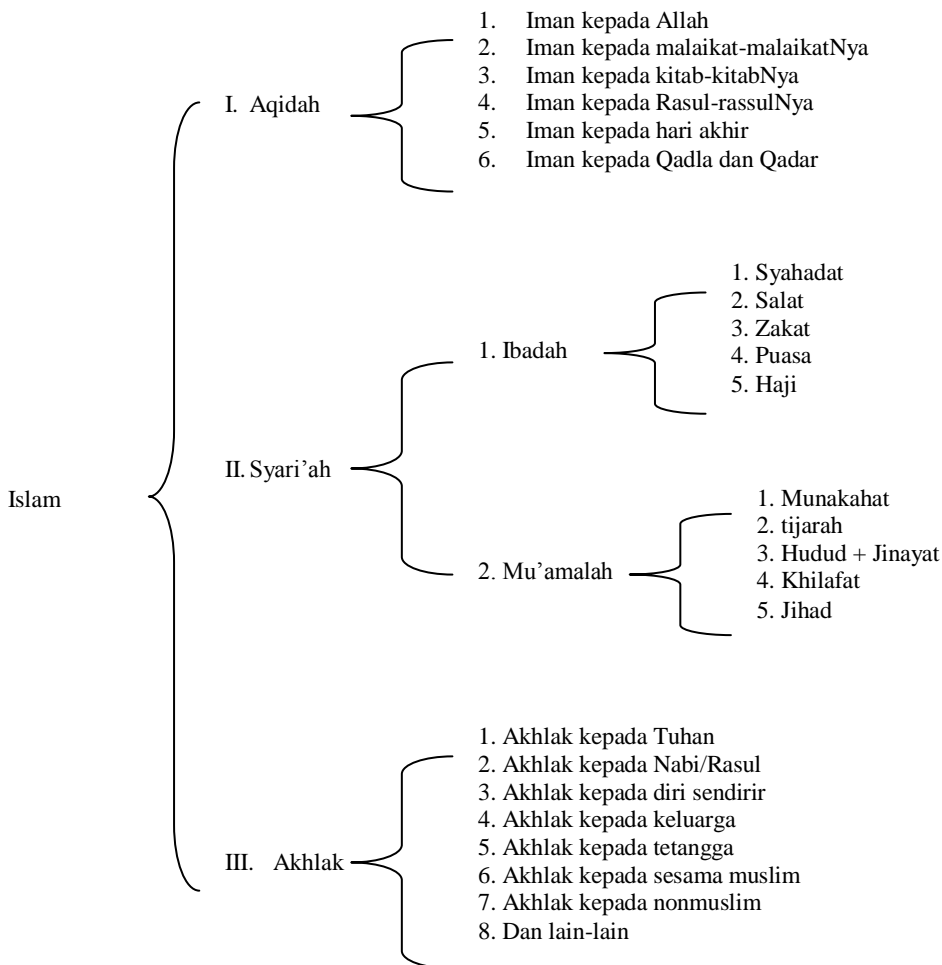 Islam
I. Aqidah
1. Iman kepada Allah
2. Iman kepada malaikat-malaikatNya
3. Iman kepada kitab-kitabNya
4. Iman kepada Rasul-rassulNya
5. Iman kepada hari akhir
6. Iman kepada Qadla dan Qadar
II. Syari’ah
1. Ibadah
1. Syahadat
2. Salat
3. Zakat
4. Puasa
5. Haji
2. Mu’amalah
1. Munakahat
2. tijarah
3. Hudud + Jinayat
4. Khilafat
5. Jihad
III. Akhlak
1. Akhlak kepada Tuhan
2. Akhlak kepada Nabi/Rasul
3. Akhlak kepada diri sendirir
4. Akhlak kepada keluarga
5. Akhlak kepada tetangga
6. Akhlak kepada sesama muslim
7. Akhlak kepada nonmuslim
8. Dan lain-lain